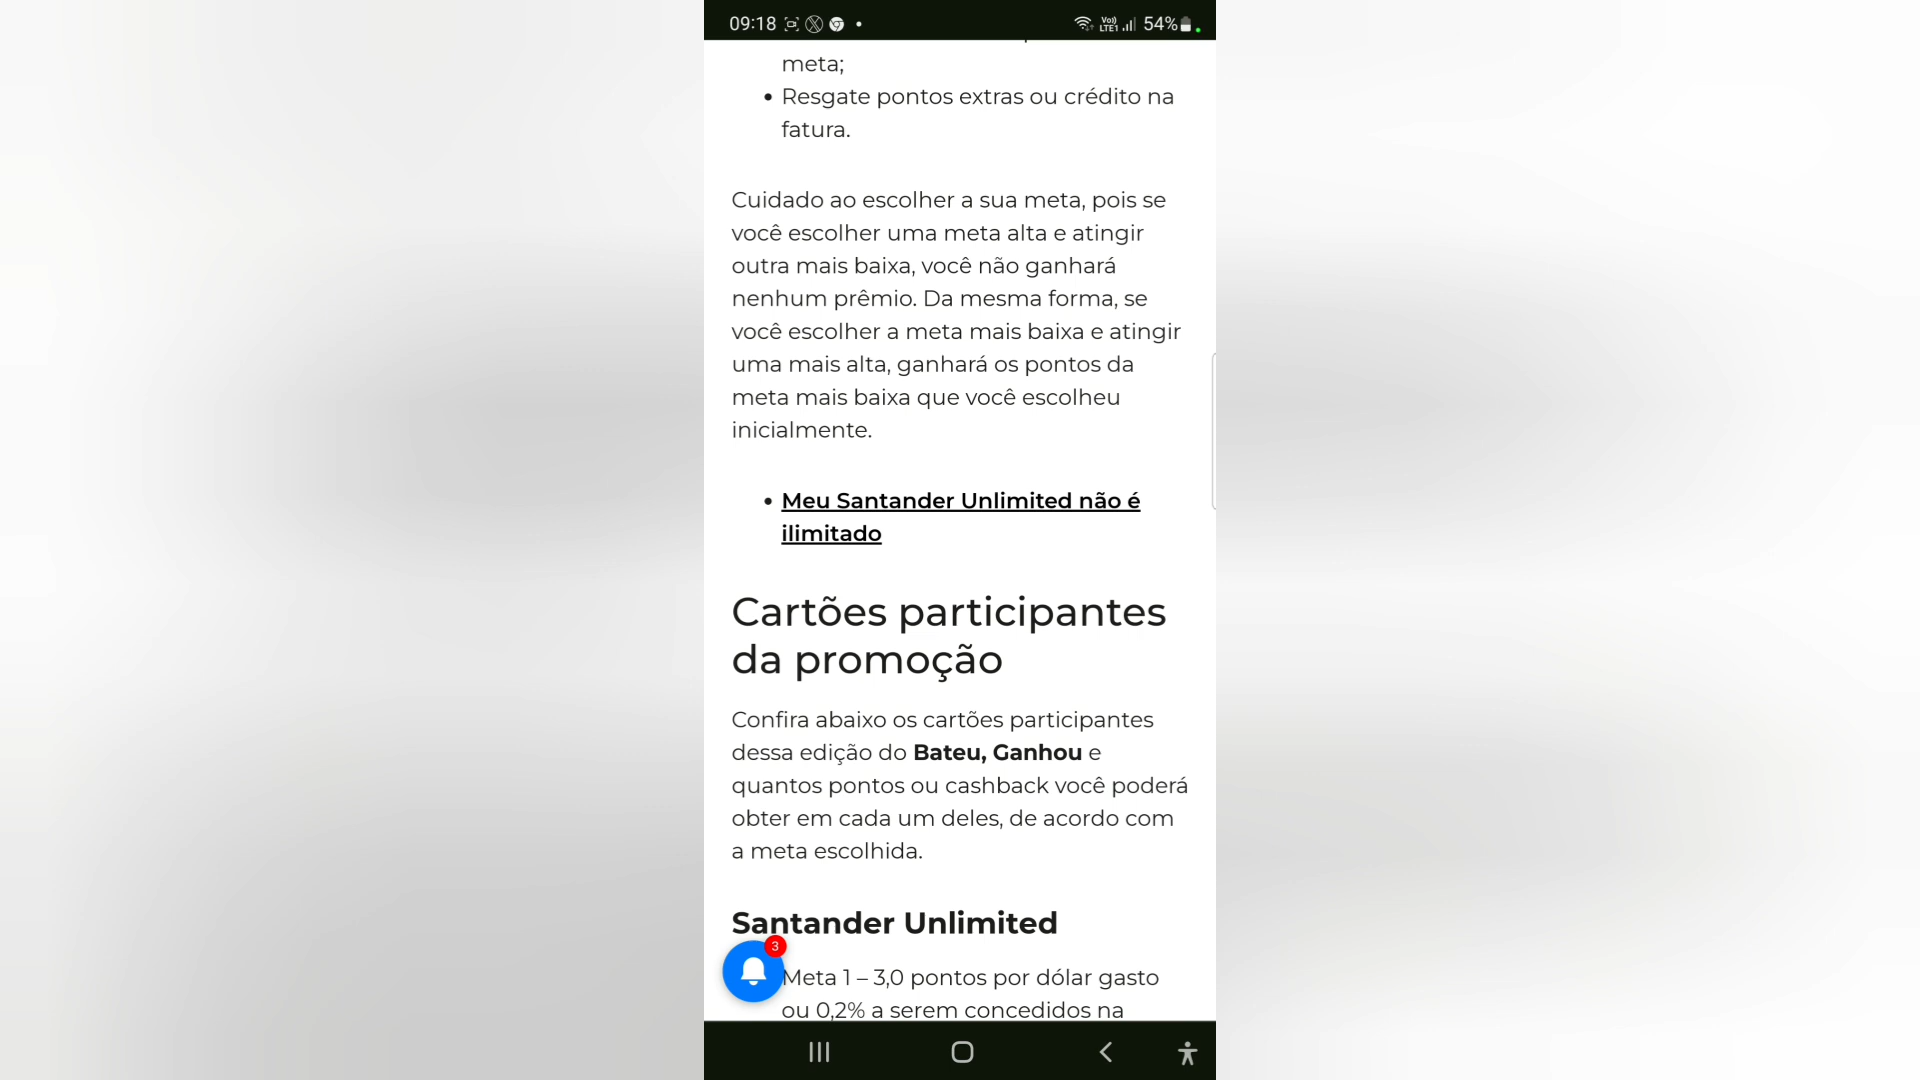 09:18
Vo))
LTE1
54%
meta;
Resgate pontos extras ou crédito na
fatura.
Cuidado ao escolher a sua meta, pois se
você escolher uma meta alta e atingir
outra mais baixa, você não ganhará
nenhum prêmio. Da mesma forma, se
você escolher a meta mais baixa e atingir
uma mais alta, ganhará os pontos da
meta mais baixa que você escolheu
inicialmente.
Meu Santander Unlimited não é
ilimitado
Cartões participantes
da promoção
Confira abaixo os cartões participantes
dessa edição do Bateu, Ganhou e
quantos pontos ou cashback você poderá
obter em cada um deles, de acordo com
a meta escolhida.
Santander Unlimited
3
Meta 1 – 3,0 pontos por dólar gasto
ou 0,2% a serem concedidos na